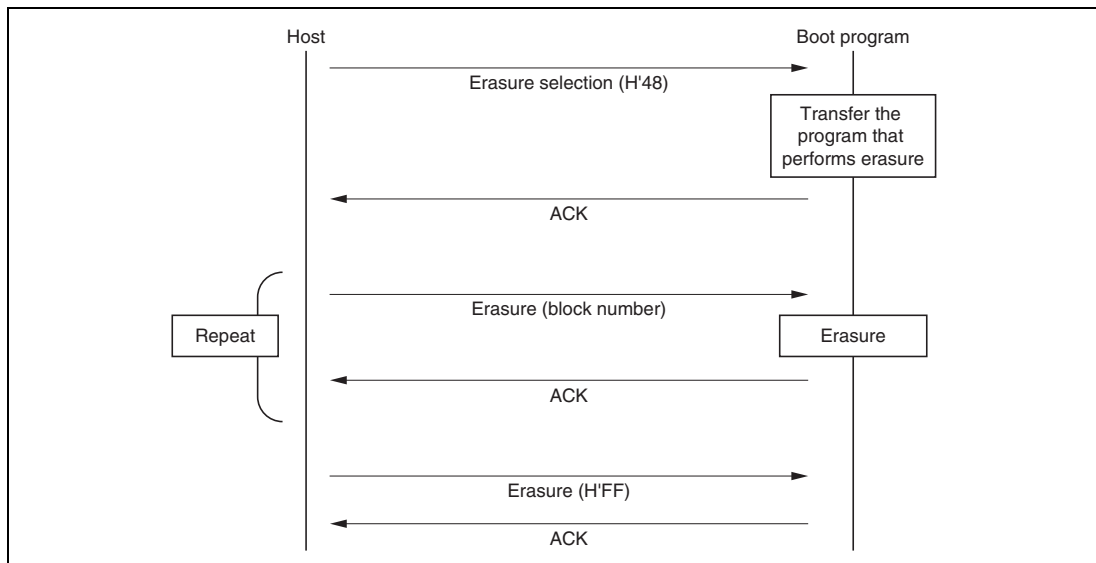 Host
Boot program
Erasure selection (H'48)
Transfer the
program that
performs erasure
ACK
Erasure (block number)
Repeat
Erasure
ACK
Erasure (H'FF)
ACK